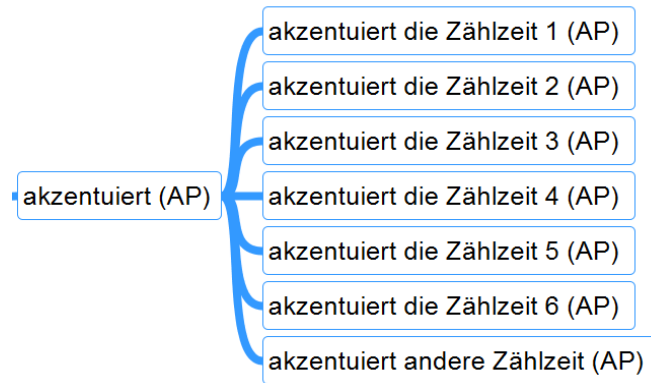 akzentuiert die Zählzeit 1 (AP)
akzentuiert die Zählzeit 2 (AP)
akzentuiert die Zählzeit 3 (AP)
akzentuiert (AP)
akzentuiert die Zählzeit 4 (AP)
akzentuiert die Zählzeit 5 (AP)
akzentuiert die Zählzeit 6 (AP)
akzentuiert andere Zählzeit (AP)